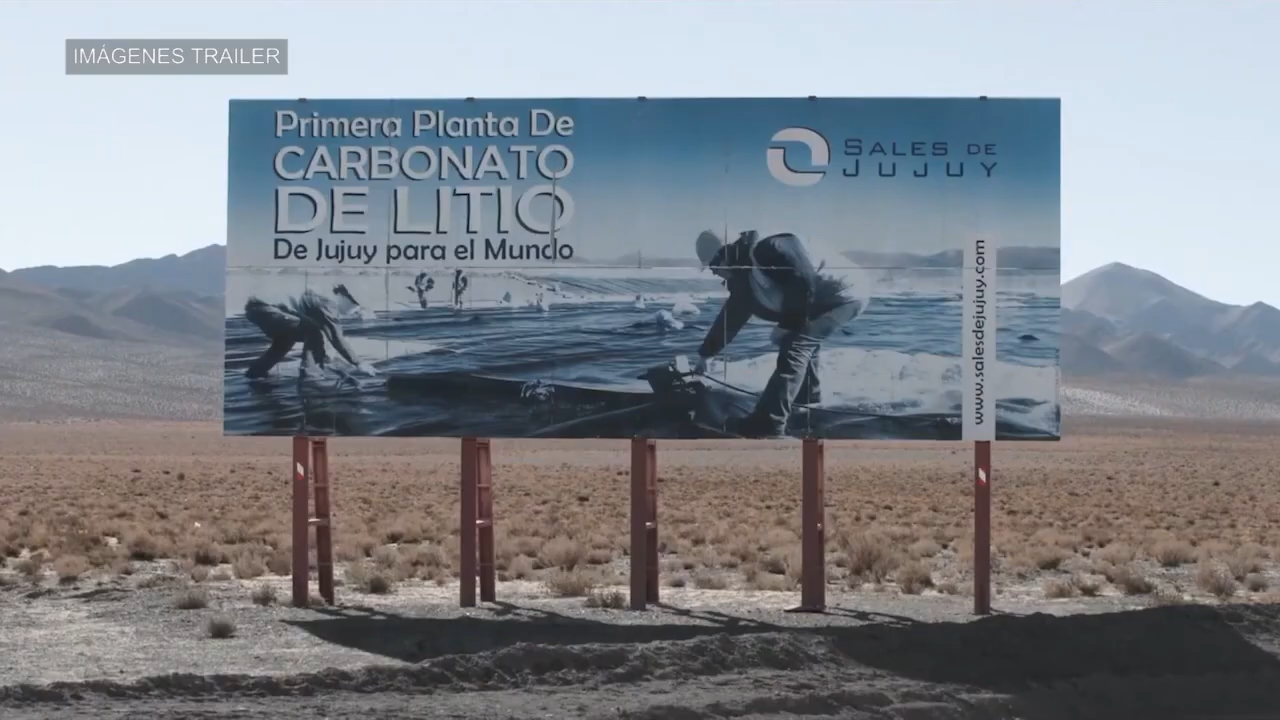 IMÁGENES TRAILER
Primera Planta De
CARBONATO
DE LITIO
De Jujuy para el Mundo
SALES DE
JUJUY
www.salesdejujuy.com